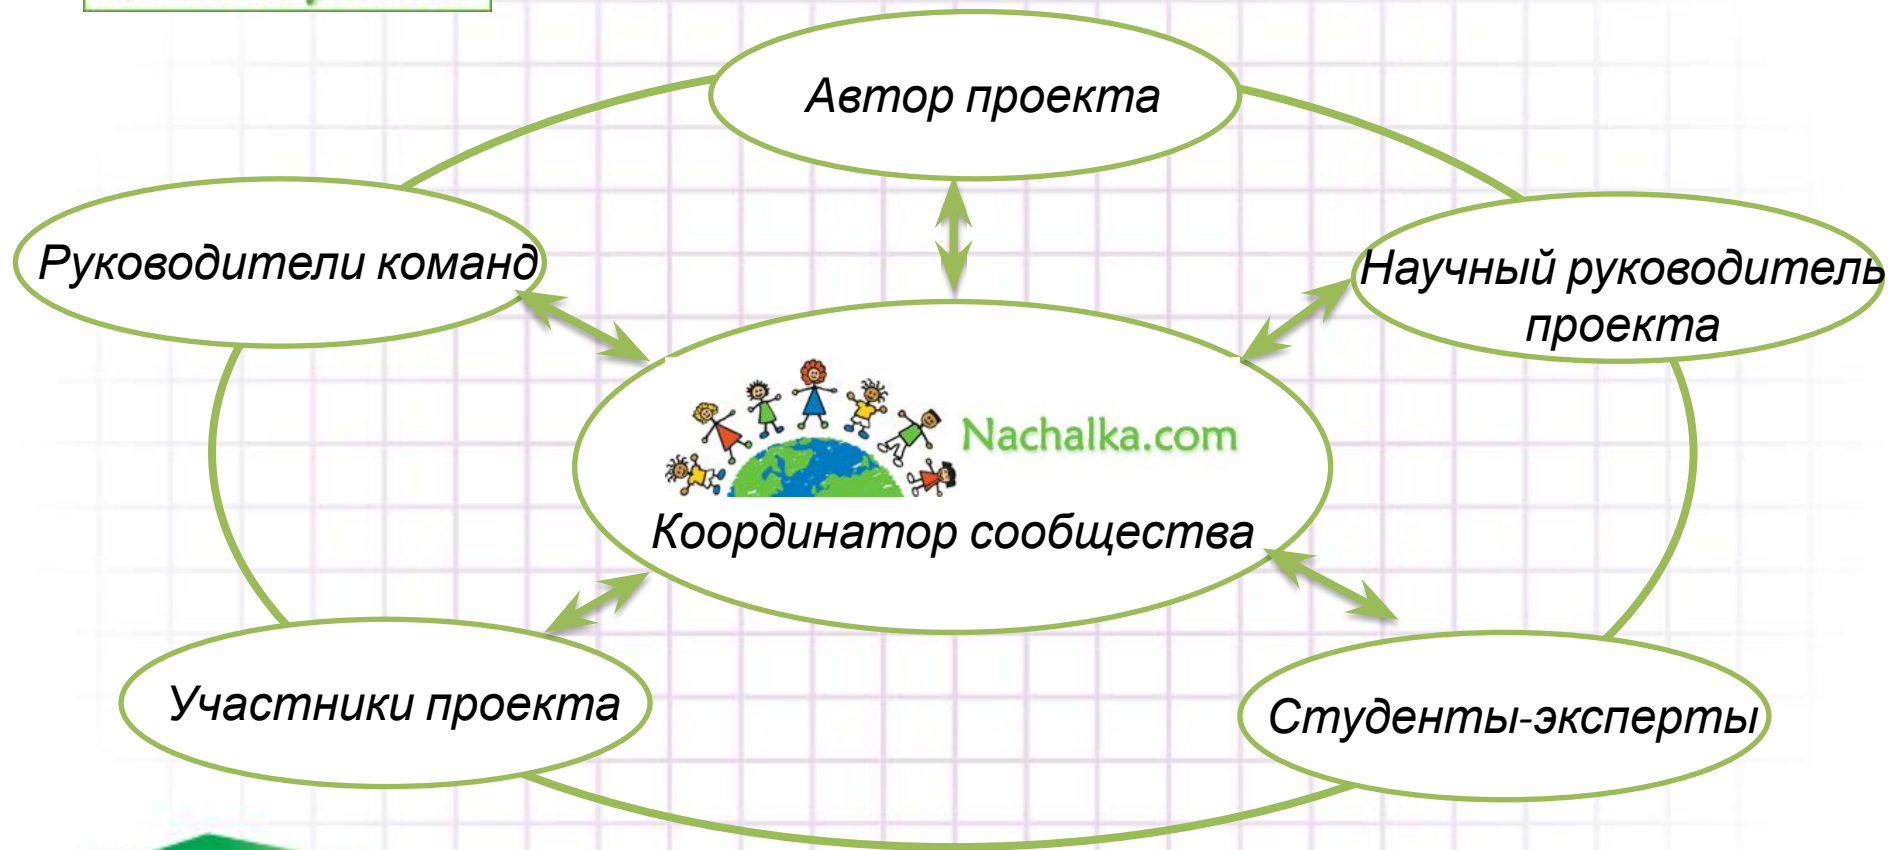 Автор проекта
Руководители команд
Научный руководитель
проекта
Nachalka.com
Координатор сообщества
Участники проекта
Студенты-эксперты